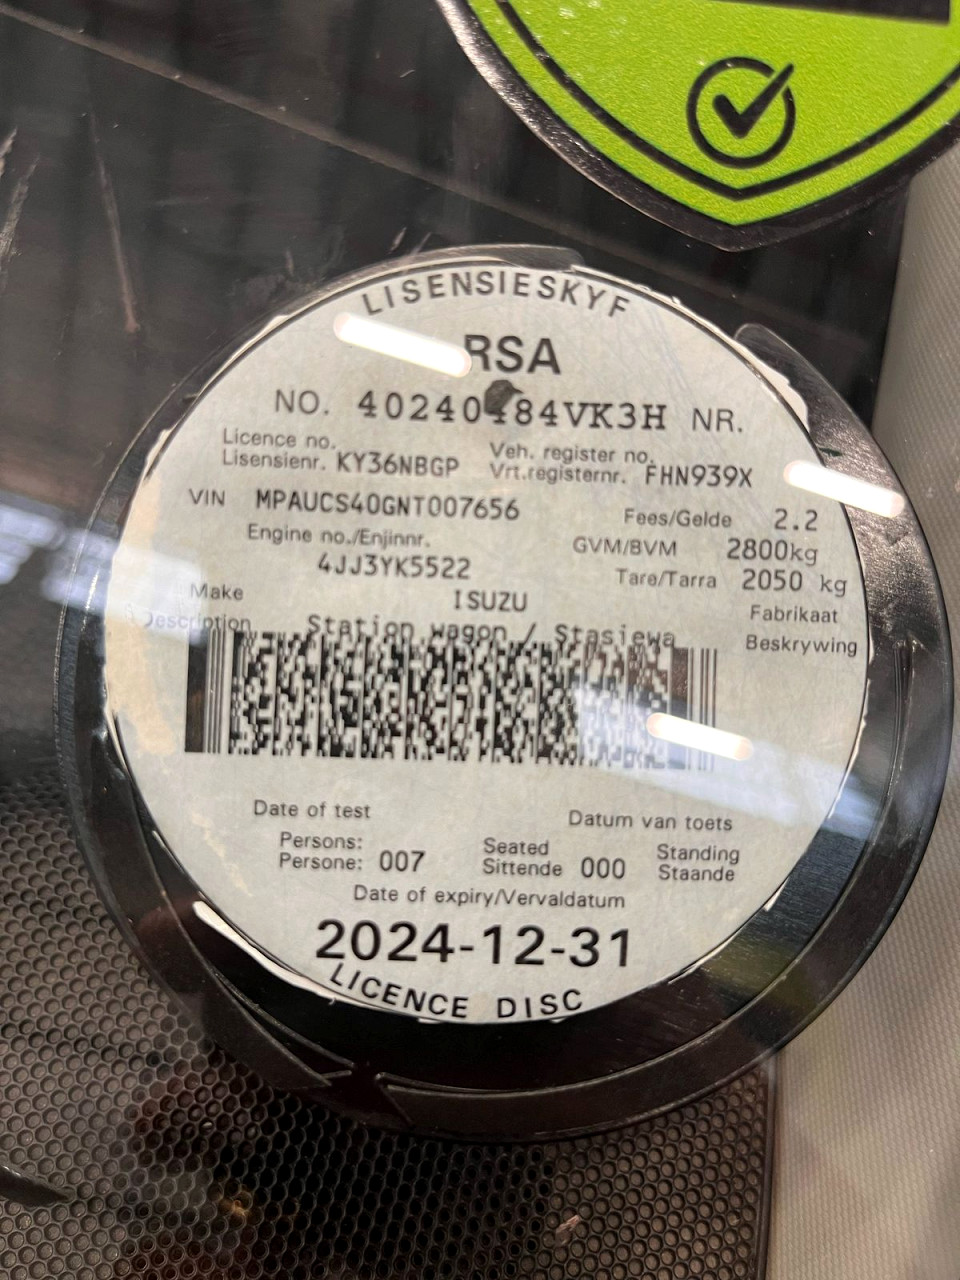 LISENSIESKYF
RSA
NO. 40240484VK3H NR.
Licence no. Veh. register no.
Lisensienr. KY36NBGP Vrt.registernr. FHN939X
VIN MPAUCS40GNT007656 Fees/Gelde 2.2
Engine no./Enjinnr. GVM/BVM 2800kg
4JJ3YK5522 Tare/Tarra 2050 kg
Make ISUZU Fabrikaat
Description Station wagon / Stasiewa Beskrywing
Date of test Datum van toets
Persons: Seated Standing
Persone: 007 Sittende 000 Staande
Date of expiry/Vervaldatum
2024-12-31
LICENCE DISC